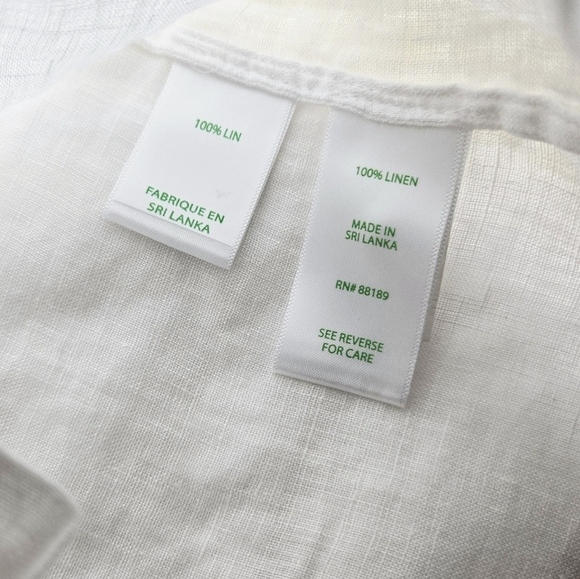 100% LIN
FABRIQUE EN
SRI LANKA
100% LINEN
MADE IN
SRI LANKA
RN# 88189
SEE REVERSE
FOR CARE